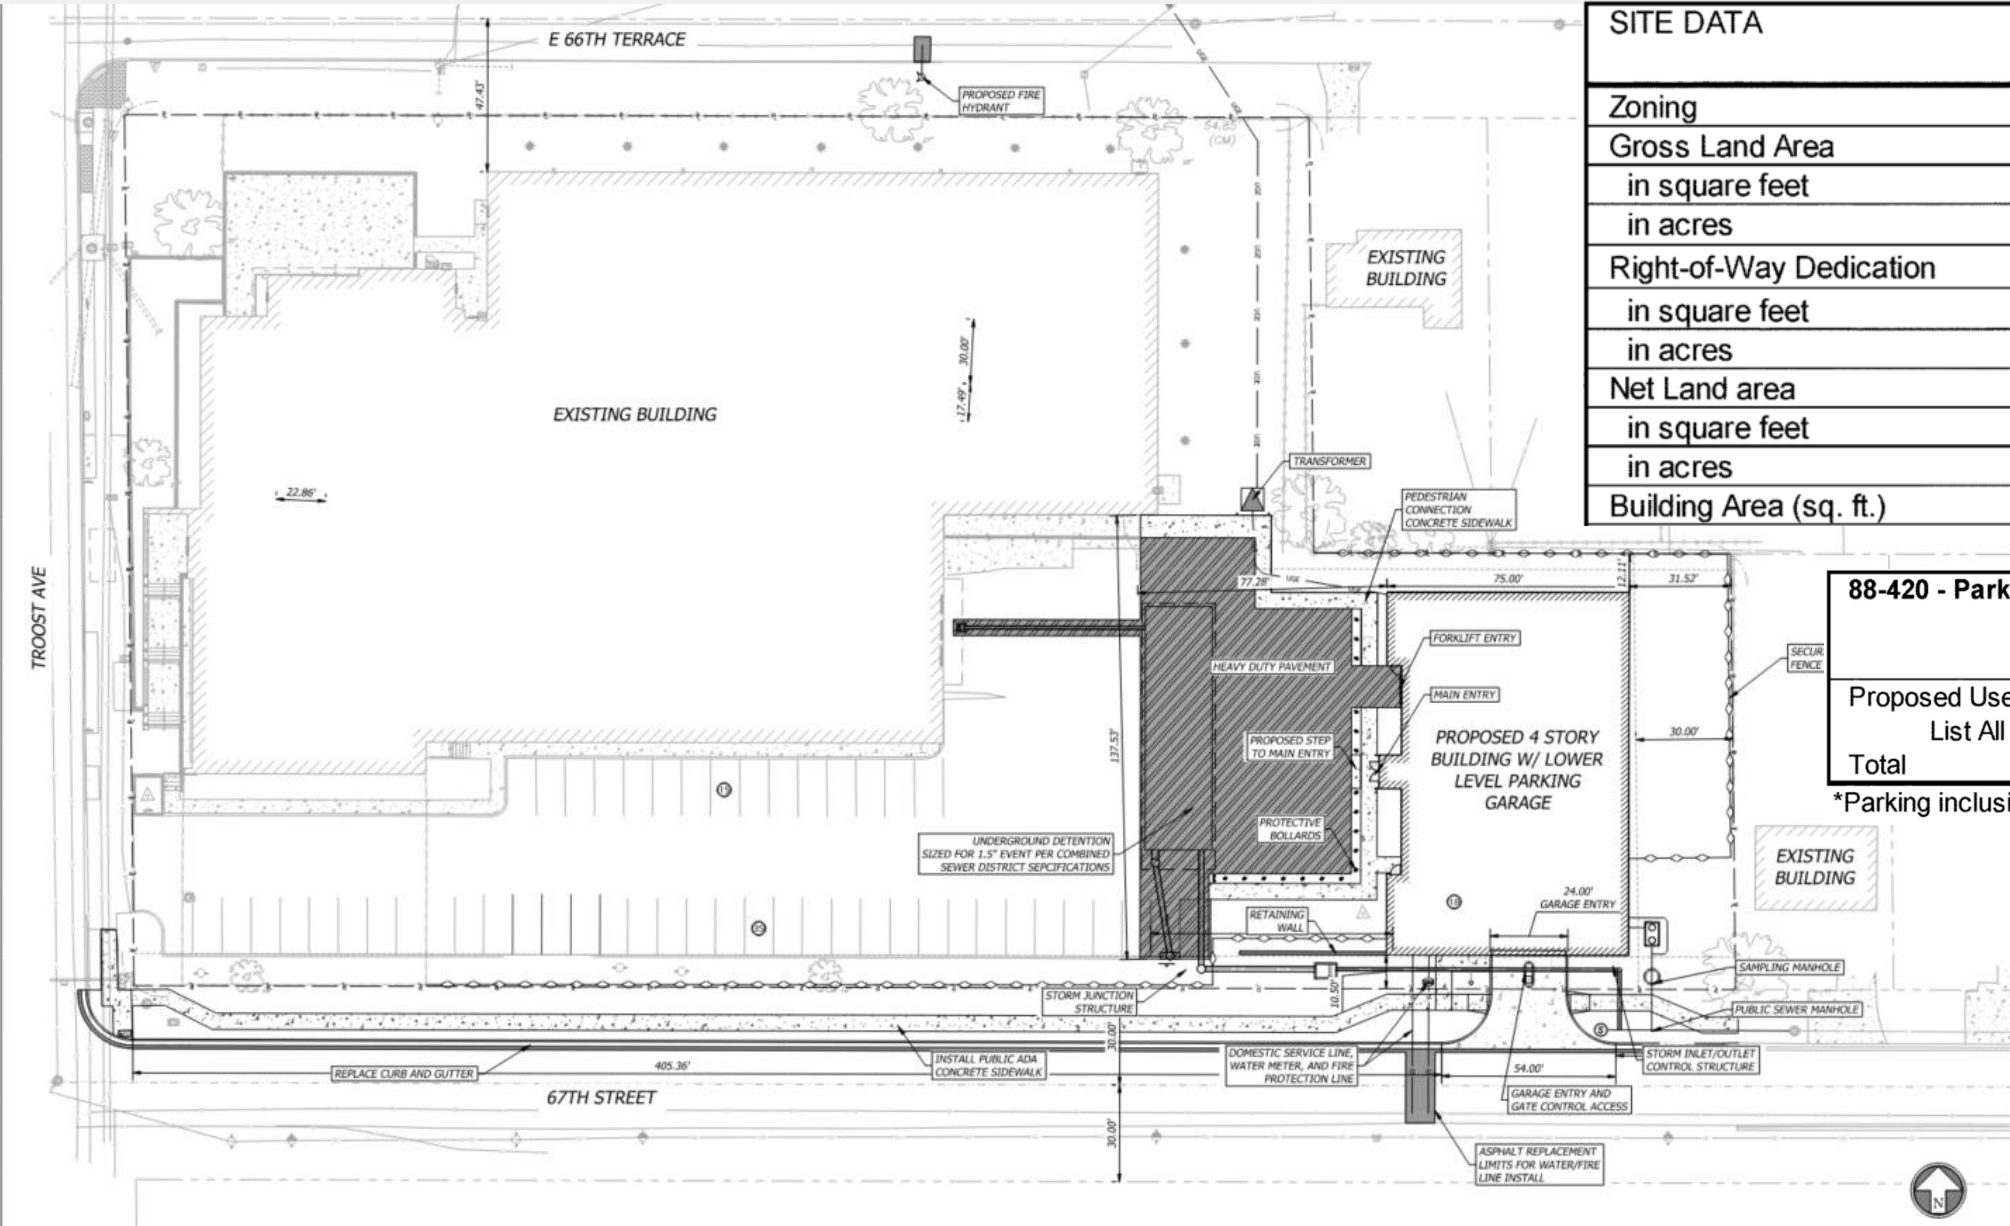 E 66TH TERRACE
47.43'
PROPOSED FIRE
HYDRANT
54.85
(CM)
UGE
UGE
SITE DATA
Zoning
Gross Land Area
in square feet
in acres
Right-of-Way Dedication
in square feet
in acres
Net Land area
in square feet
in acres
Building Area (sq. ft.)
EXISTING
BUILDING
30.00'
17.49'
EXISTING BUILDING
22.86'
TRANSFORMER
PEDESTRIAN
CONNECTION
CONCRETE SIDEWALK
TROOST AVE
77.28'
UGE
75.00'
12.11'
31.52'
88-420 - Park
FORKLIFT ENTRY
HEAVY DUTY PAVEMENT
SECUR
FENCE
MAIN ENTRY
Proposed Use
List All
Total
*Parking inclusi
137.53'
PROPOSED STEP
TO MAIN ENTRY
PROPOSED 4 STORY
BUILDING W/ LOWER
LEVEL PARKING
GARAGE
30.00'
15
PROTECTIVE
BOLLARDS
UNDERGROUND DETENTION
SIZED FOR 1.5" EVENT PER COMBINED
SEWER DISTRICT SEPCIFICATIONS
EXISTING
BUILDING
24.00'
GARAGE ENTRY
18
35
RETAINING
WALL
SAMPLING MANHOLE
STORM JUNCTION
STRUCTURE
10.50'
PUBLIC SEWER MANHOLE
S
30.00'
INSTALL PUBLIC ADA
CONCRETE SIDEWALK
DOMESTIC SERVICE LINE,
WATER METER, AND FIRE
PROTECTION LINE
STORM INLET/OUTLET
CONTROL STRUCTURE
REPLACE CURB AND GUTTER
405.36'
54.00'
67TH STREET
GARAGE ENTRY AND
GATE CONTROL ACCESS
30.00'
ASPHALT REPLACEMENT
LIMITS FOR WATER/FIRE
LINE INSTALL
N